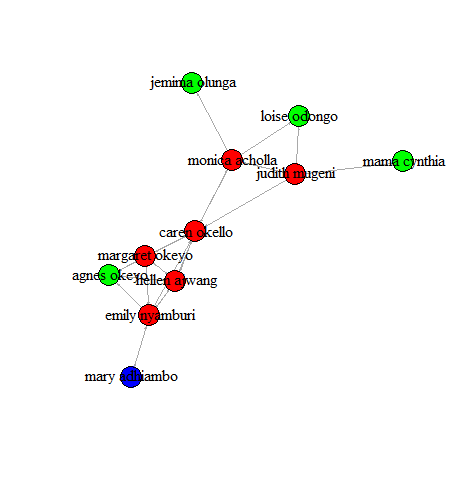 jemima olunga
loise odongo
monica acholla
mama cynthia
judith mugeni
caren okello
margaret okeyo
agnes okeyo
hellen alwang
emily nyamburi
mary adhiambo